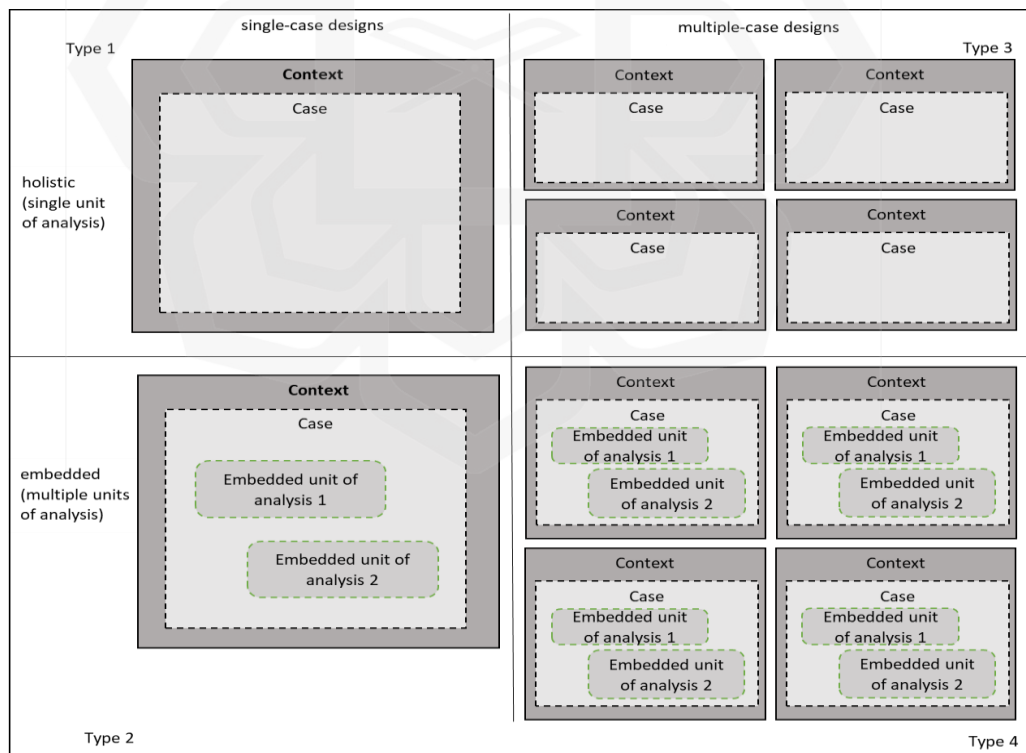 single-case designs
multiple-case designs
Type 1
Type 3
Context
Case
Context
Case
Context
Case
holistic
(single unit
of analysis)
Context
Case
Context
Case
Context
Case
Embedded unit of
analysis 1
Embedded unit of
analysis 2
embedded
(multiple units
of analysis)
Context
Case
Embedded unit
of analysis 1
Embedded unit
of analysis 2
Context
Case
Embedded unit
of analysis 1
Embedded unit
of analysis 2
Context
Case
Embedded unit
of analysis 1
Embedded unit
of analysis 2
Context
Case
Embedded unit
of analysis 1
Embedded unit
of analysis 2
Type 2
Type 4